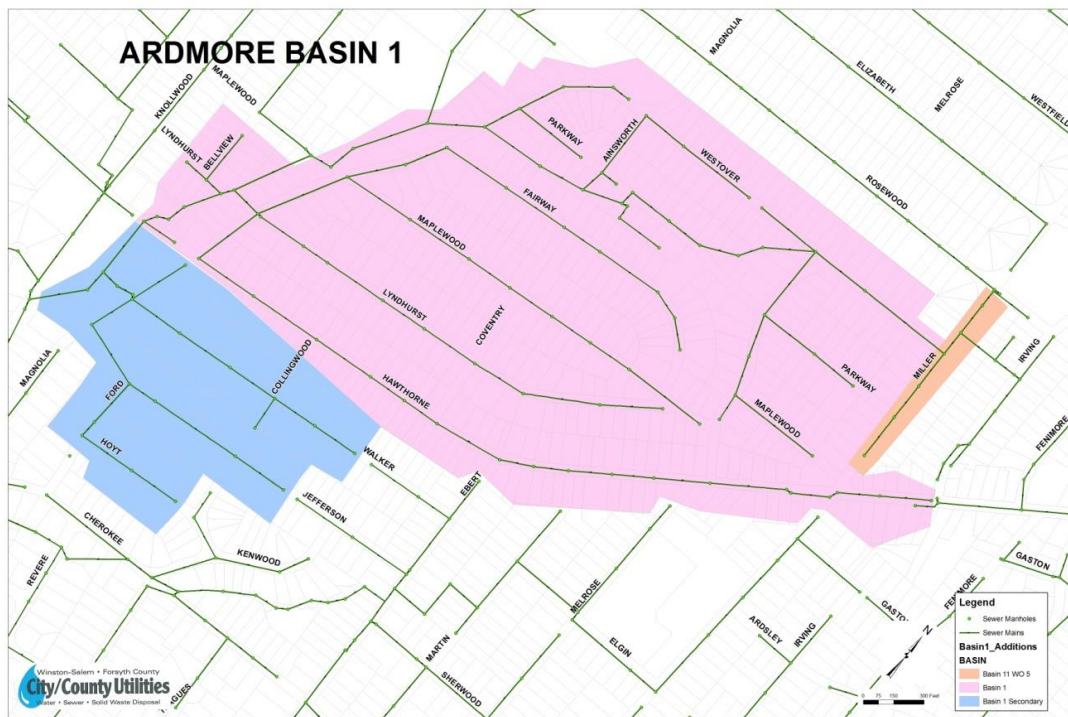 ARDMORE BASIN 1
MAGNOLIA
KNOLLWOOD
MAPLEWOOD
ELIZABETH
MELROSE
WESTFIELD
LYNDHURST
BELLVIEW
PARKWAY
AINSWORTH
WESTOVER
ROSEWOOD
FAIRWAY
MAPLEWOOD
LYNDHURST
COVENTRY
COLLINGWOOD
HAWTHORNE
MAGNOLIA
FORD
HOYT
MILLER
IRVING
PARKWAY
MAPLEWOOD
FENIMORE
WALKER
EBERT
JEFFERSON
CHEROKEE
KENWOOD
REVERE
MELROSE
GASTON
FENIMORE
MARTIN
ELGIN
ARDSLEY
IRVING
SHERWOOD
N
Legend
Sewer Manholes
Sewer Mains
Basin1_Additions
BASIN
Basin 11 WO 5
Basin 1
Basin 1 Secondary
0 75 150 300 Feet
Winston-Salem • Forsyth County
City/County Utilities
Water • Sewer • Solid Waste Disposal